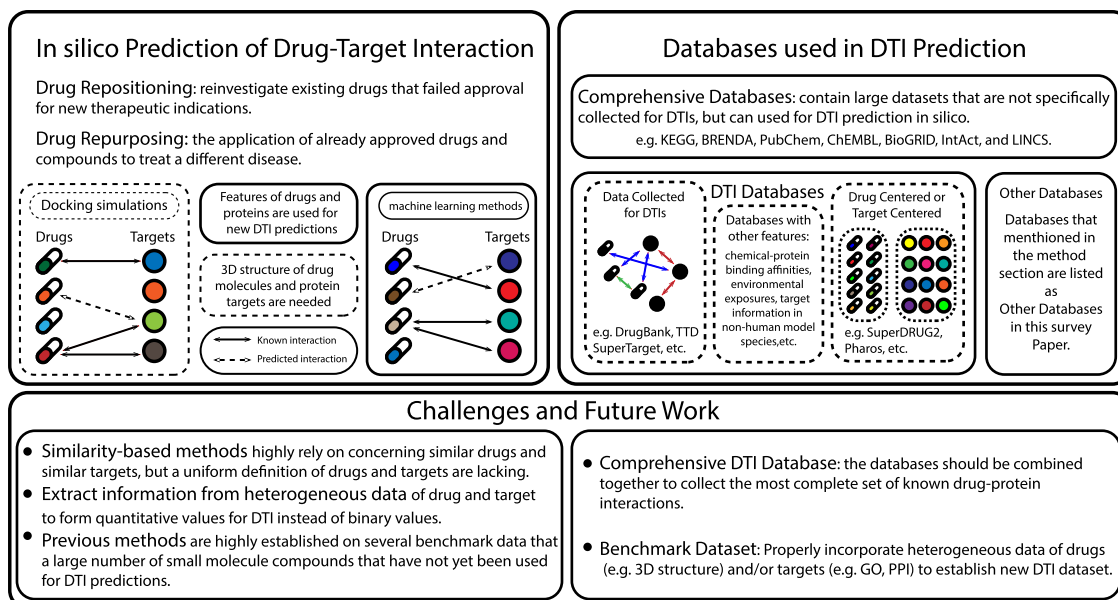 In silico Prediction of Drug-Target Interaction
Drug Repositioning: reinvestigate existing drugs that failed approval
for new therapeutic indications.
Drug Repurposing: the application of already approved drugs and
compounds to treat a different disease.
Docking simulations
Drugs
Targets
Features of drugs and
proteins are used for
new DTI predictions
3D structure of drug
molecules and protein
targets are needed
Known interaction
Predicted interaction
machine learning methods
Drugs
Targets
Databases used in DTI Prediction
Comprehensive Databases: contain large datasets that are not specifically
collected for DTIs, but can used for DTI prediction in silico.
e.g. KEGG, BRENDA, PubChem, ChEMBL, BioGRID, IntAct, and LINCS.
DTI Databases
Data Collected
for DTIs
e.g. DrugBank, TTD
SuperTarget, etc.
Databases with
other features:
chemical-protein
binding affinities,
environmental
exposures, target
information in
non-human model
species,etc.
Drug Centered or
Target Centered
e.g. SuperDRUG2,
Pharos, etc.
Other Databases
Databases that
menthioned in
the method
section are listed
as
Other Databases
in this survey
Paper.
Challenges and Future Work
• Similarity-based methods highly rely on concerning similar drugs and
similar targets, but a uniform definition of drugs and targets are lacking.
• Extract information from heterogeneous data of drug and target
to form quantitative values for DTI instead of binary values.
• Previous methods are highly established on several benchmark data that
a large number of small molecule compounds that have not yet been used
for DTI predictions.
• Comprehensive DTI Database: the databases should be combined
together to collect the most complete set of known drug-protein
interactions.
• Benchmark Dataset: Properly incorporate heterogeneous data of drugs
(e.g. 3D structure) and/or targets (e.g. GO, PPI) to establish new DTI dataset.